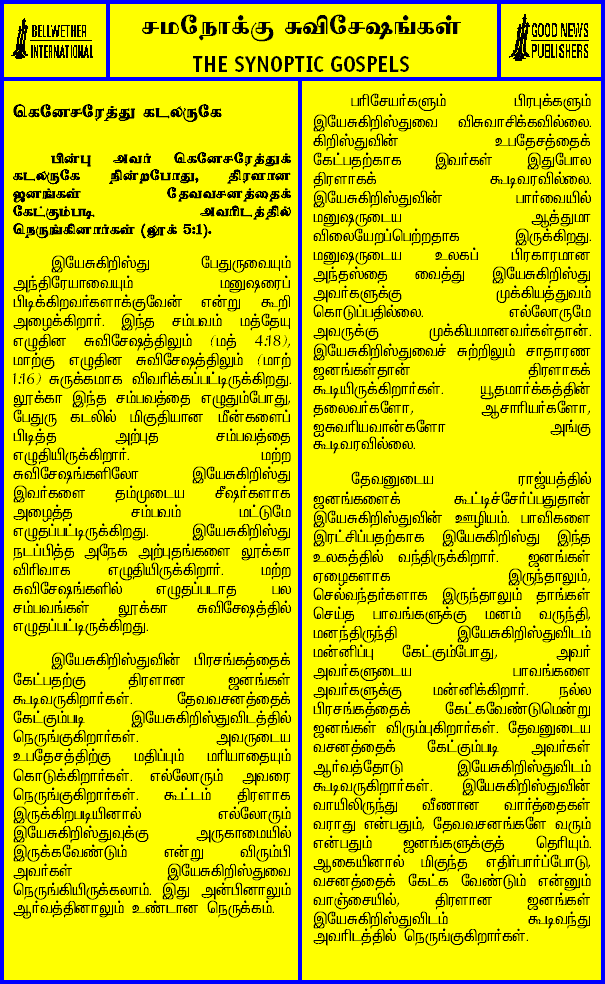 BELLWETHER
INTERNATIONAL
சமநோக்கு சுவிசேஷங்கள்
THE SYNOPTIC GOSPELS
GOOD NEWS
PUBLISHERS
கெனேசரேத்து கடலருகே
பின்பு அவர் கெனேசரேத்துக்
கடலருகே நின்றபோது, திரளான
ஜனங்கள் தேவவசனத்தைக்
கேட்கும்படி அவரிடத்தில்
நெருங்கினார்கள் (லூக் 5:1).
இயேசுகிறிஸ்து பேதுருவையும்
அந்திரேயாவையும் மனுஷரைப்
பிடிக்கிறவர்களாக்குவேன் என்று கூறி
அழைக்கிறார். இந்த சம்பவம் மத்தேயு
எழுதின சுவிசேஷத்திலும் (மத் 4:18),
மாற்கு எழுதின சுவிசேஷத்திலும் (மாற்
1:16) சுருக்கமாக விவரிக்கப்பட்டிருக்கிறது.
லூக்கா இந்த சம்பவத்தை எழுதும்போது,
பேதுரு கடலில் மிகுதியான மீன்களைப்
பிடித்த அற்புத சம்பவத்தை
எழுதியிருக்கிறார். மற்ற
சுவிசேஷங்களிலோ இயேசுகிறிஸ்து
இவர்களை தம்முடைய சீஷர்களாக
அழைத்த சம்பவம் மட்டுமே
எழுதப்பட்டிருக்கிறது. இயேசுகிறிஸ்து
நடப்பித்த அநேக அற்புதங்களை லூக்கா
விரிவாக எழுதியிருக்கிறார். மற்ற
சுவிசேஷங்களில் எழுதப்படாத பல
சம்பவங்கள் லூக்கா சுவிசேஷத்தில்
எழுதப்பட்டிருக்கிறது.
இயேசுகிறிஸ்துவின் பிரசங்கத்தைக்
கேட்பதற்கு திரளான ஜனங்கள்
கூடிவருகிறார்கள். தேவவசனத்தைக்
கேட்கும்படி இயேசுகிறிஸ்துவிடத்தில்
நெருங்குகிறார்கள். அவருடைய
உபதேசத்திற்கு மதிப்பும் மரியாதையும்
கொடுக்கிறார்கள். எல்லோரும் அவரை
நெருங்குகிறார்கள். கூட்டம் திரளாக
இருக்கிறபடியினால் எல்லோரும்
இயேசுகிறிஸ்துவுக்கு அருகாமையில்
இருக்கவேண்டும் என்று விரும்பி
அவர்கள் இயேசுகிறிஸ்துவை
நெருங்கியிருக்கலாம். இது அன்பினாலும்
ஆர்வத்தினாலும் உண்டான நெருக்கம்.
பரிசேயர்களும் பிரபுக்களும்
இயேசுகிறிஸ்துவை விசுவாசிக்கவில்லை.
கிறிஸ்துவின் உபதேசத்தைக்
கேட்பதற்காக இவர்கள் இதுபோல
திரளாகக் கூடிவரவில்லை.
இயேசுகிறிஸ்துவின் பார்வையில்
மனுஷருடைய ஆத்துமா
விலையேறப்பெற்றதாக இருக்கிறது.
மனுஷருடைய உலகப் பிரகாரமான
அந்தஸ்தை வைத்து இயேசுகிறிஸ்து
அவர்களுக்கு முக்கியத்துவம்
கொடுப்பதில்லை. எல்லோருமே
அவருக்கு முக்கியமானவர்கள்தான்.
இயேசுகிறிஸ்துவைச் சுற்றிலும் சாதாரண
ஜனங்கள்தான் திரளாகக்
கூடியிருக்கிறார்கள். யூதமார்க்கத்தின்
தலைவர்களோ, ஆசாரியர்களோ,
ஐசுவரியவான்களோ அங்கு
கூடிவரவில்லை.
தேவனுடைய ராஜ்யத்தில்
ஜனங்களைக் கூட்டிச்சேர்ப்பதுதான்
இயேசுகிறிஸ்துவின் ஊழியம். பாவிகளை
இரட்சிப்பதற்காக இயேசுகிறிஸ்து இந்த
உலகத்தில் வந்திருக்கிறார். ஜனங்கள்
ஏழைகளாக இருந்தாலும்,
செல்வந்தர்களாக இருந்தாலும் தாங்கள்
செய்த பாவங்களுக்கு மனம் வருந்தி,
மனந்திருந்தி இயேசுகிறிஸ்துவிடம்
மன்னிப்பு கேட்கும்போது, அவர்
அவர்களுடைய பாவங்களை
அவர்களுக்கு மன்னிக்கிறார். நல்ல
பிரசங்கத்தைக் கேட்கவேண்டுமென்று
ஜனங்கள் விரும்புகிறார்கள். தேவனுடைய
வசனத்தைக் கேட்கும்படி அவர்கள்
ஆர்வத்தோடு இயேசுகிறிஸ்துவிடம்
கூடிவருகிறார்கள். இயேசுகிறிஸ்துவின்
வாயிலிருந்து வீணான வார்த்தைகள்
வராது என்பதும், தேவவசனங்களே வரும்
என்பதும் ஜனங்களுக்குத் தெரியும்.
ஆகையினால் மிகுந்த எதிர்பார்ப்போடு,
வசனத்தைக் கேட்க வேண்டும் என்னும்
வாஞ்சையில், திரளான ஜனங்கள்
இயேசுகிறிஸ்துவிடம் கூடிவந்து
அவரிடத்தில் நெருங்குகிறார்கள்.